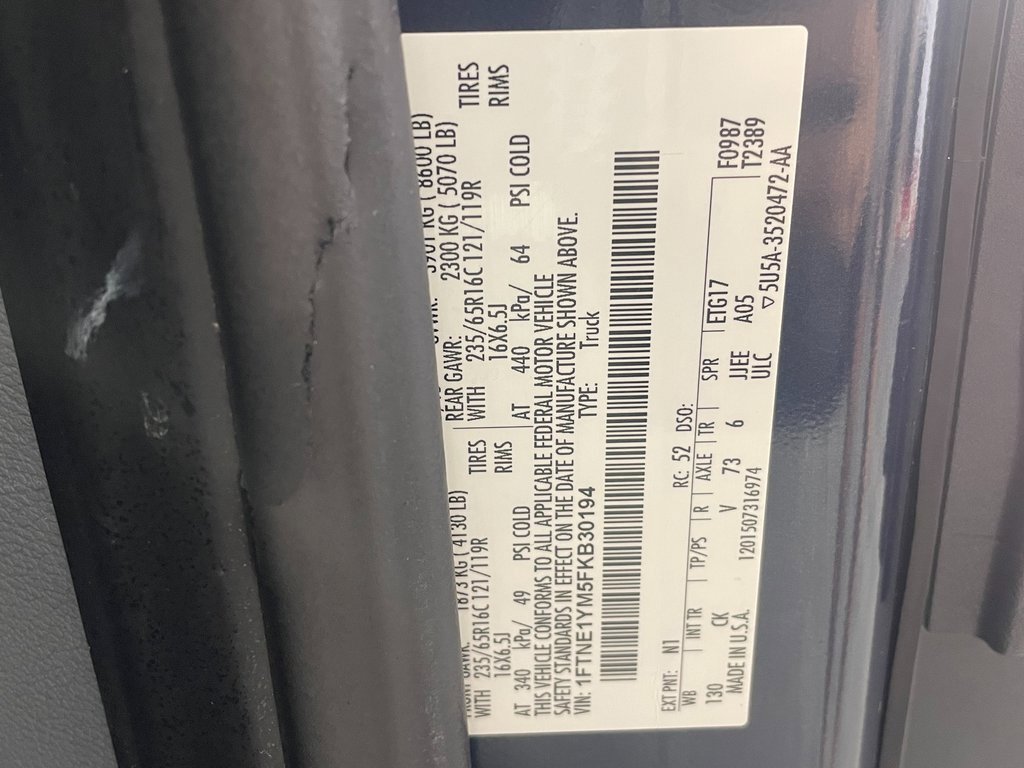 3901 KG ( 8600 LB)
FRONT GAWR: 1873 KG ( 4130 LB)
REAR GAWR: 2300 KG ( 5070 LB)
WITH 235/65R16C 121/119R TIRES
WITH 235/65R16C 121/119R TIRES
16X6.5J RIMS
16X6.5J RIMS
AT 340 kPa/ 49 PSI COLD
AT 440 kPa/ 64 PSI COLD
THIS VEHICLE CONFORMS TO ALL APPLICABLE FEDERAL MOTOR VEHICLE
SAFETY STANDARDS IN EFFECT ON THE DATE OF MANUFACTURE SHOWN ABOVE.
VIN: 1FTNE1YM5FKB30194 TYPE: Truck
EXT PNT: N1 RC: 52 DSO:
WB INT TR TP/PS R AXLE TR SPR ETG17 F0987
130 CK V 73 6 JJEE A05 T2389
MADE IN U.S.A. 1201507316974 ULC ▽5U5A-3520472-AA